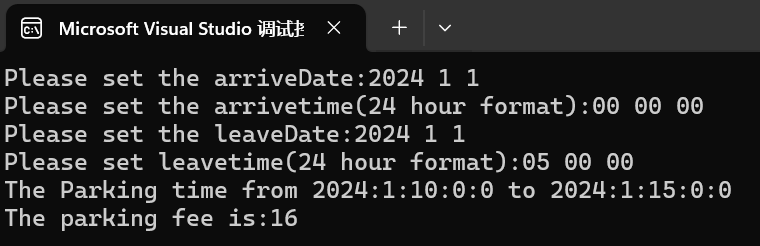 Microsoft Visual Studio 调试
Please set the arriveDate:2024 1 1
Please set the arrivetime(24 hour format):00 00 00
Please set the leaveDate:2024 1 1
Please set leavetime(24 hour format):05 00 00
The Parking time from 2024:1:10:0:0 to 2024:1:15:0:0
The parking fee is:16